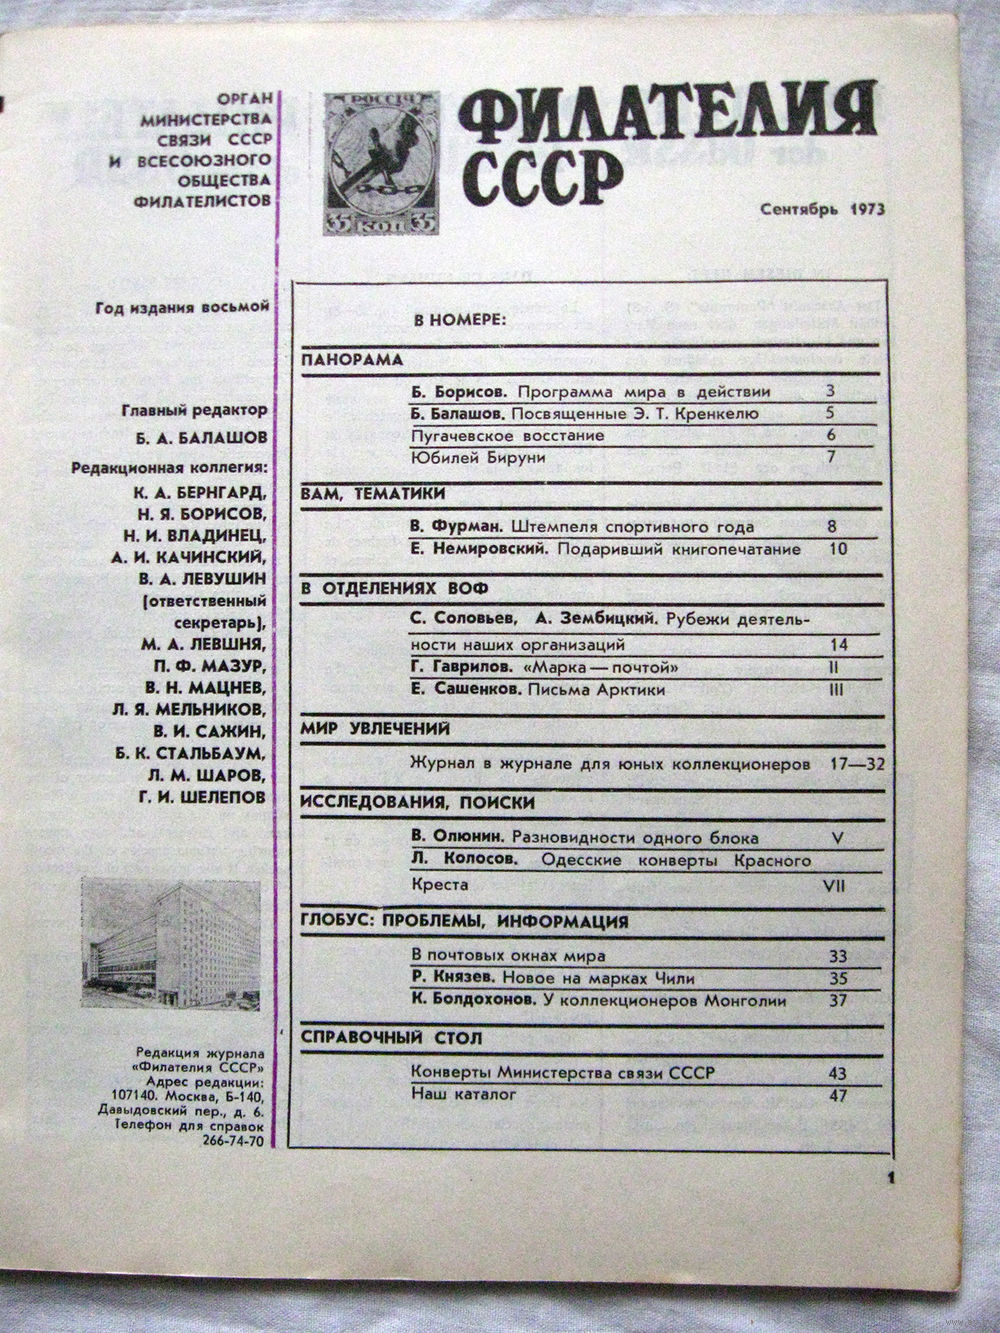 ОРГАН
МИНИСТЕРСТВА
СВЯЗИ СССР
И ВСЕСОЮЗНОГО
ОБЩЕСТВА
ФИЛАТЕЛИСТОВ
РОССІЧ
35 КОП 35
ФИЛАТЕЛИЯ
СССР
Сентябрь 1973
Год издания восьмой
Главный редактор
Б. А. БАЛАШОВ
Редакционная коллегия:
К. А. БЕРНГАРД,
Н. Я. БОРИСОВ,
Н. И. ВЛАДИНЕЦ,
А. И. КАЧИНСКИЙ,
В. А. ЛЕВУШИН
(ответственный
секретарь),
М. А. ЛЕВШНЯ,
П. Ф. МАЗУР,
В. Н. МАЦНЕВ,
Л. Я. МЕЛЬНИКОВ,
В. И. САЖИН,
Б. К. СТАЛЬБАУМ,
Л. М. ШАРОВ,
Г. И. ШЕЛЕПОВ
Редакция журнала
«Филателия СССР»
Адрес редакции:
107140. Москва, Б-140,
Давыдовский пер., д. 6.
Телефон для справок
266-74-70
В НОМЕРЕ:
ПАНОРАМА
Б. Борисов. Программа мира в действии 3
Б. Балашов. Посвященные Э. Т. Кренкелю 5
Пугачевское восстание 6
Юбилей Бируни 7
ВАМ, ТЕМАТИКИ
В. Фурман. Штемпеля спортивного года 8
Е. Немировский. Подаривший книгопечатание 10
В ОТДЕЛЕНИЯХ ВОФ
С. Соловьев, А. Зембицкий. Рубежи деятель-
ности наших организаций 14
Г. Гаврилов. «Марка — почтой» II
Е. Сашенков. Письма Арктики III
МИР УВЛЕЧЕНИЙ
Журнал в журнале для юных коллекционеров 17—32
ИССЛЕДОВАНИЯ, ПОИСКИ
В. Олюнин. Разновидности одного блока V
Л. Колосов. Одесские конверты Красного
Креста VII
ГЛОБУС: ПРОБЛЕМЫ, ИНФОРМАЦИЯ
В почтовых окнах мира 33
Р. Князев. Новое на марках Чили 35
К. Болдохонов. У коллекционеров Монголии 37
СПРАВОЧНЫЙ СТОЛ
Конверты Министерства связи СССР 43
Наш каталог 47
1